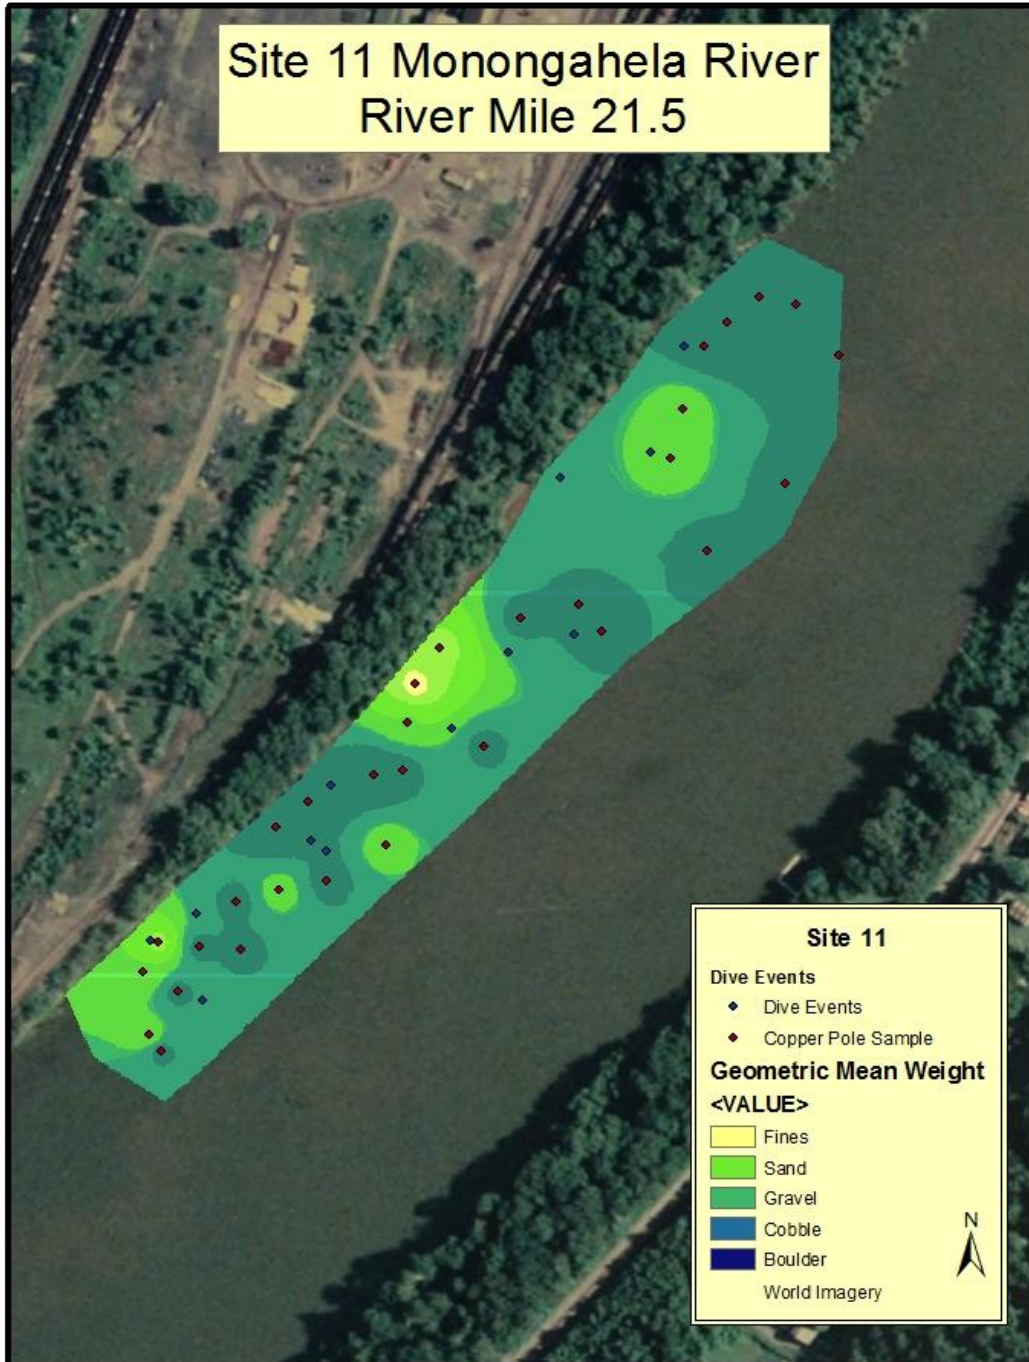 Site 11 Monongahela River
River Mile 21.5
Site 11
Dive Events
Dive Events
Copper Pole Sample
Geometric Mean Weight
<VALUE>
Fines
Sand
Gravel
Cobble
Boulder
World Imagery
N